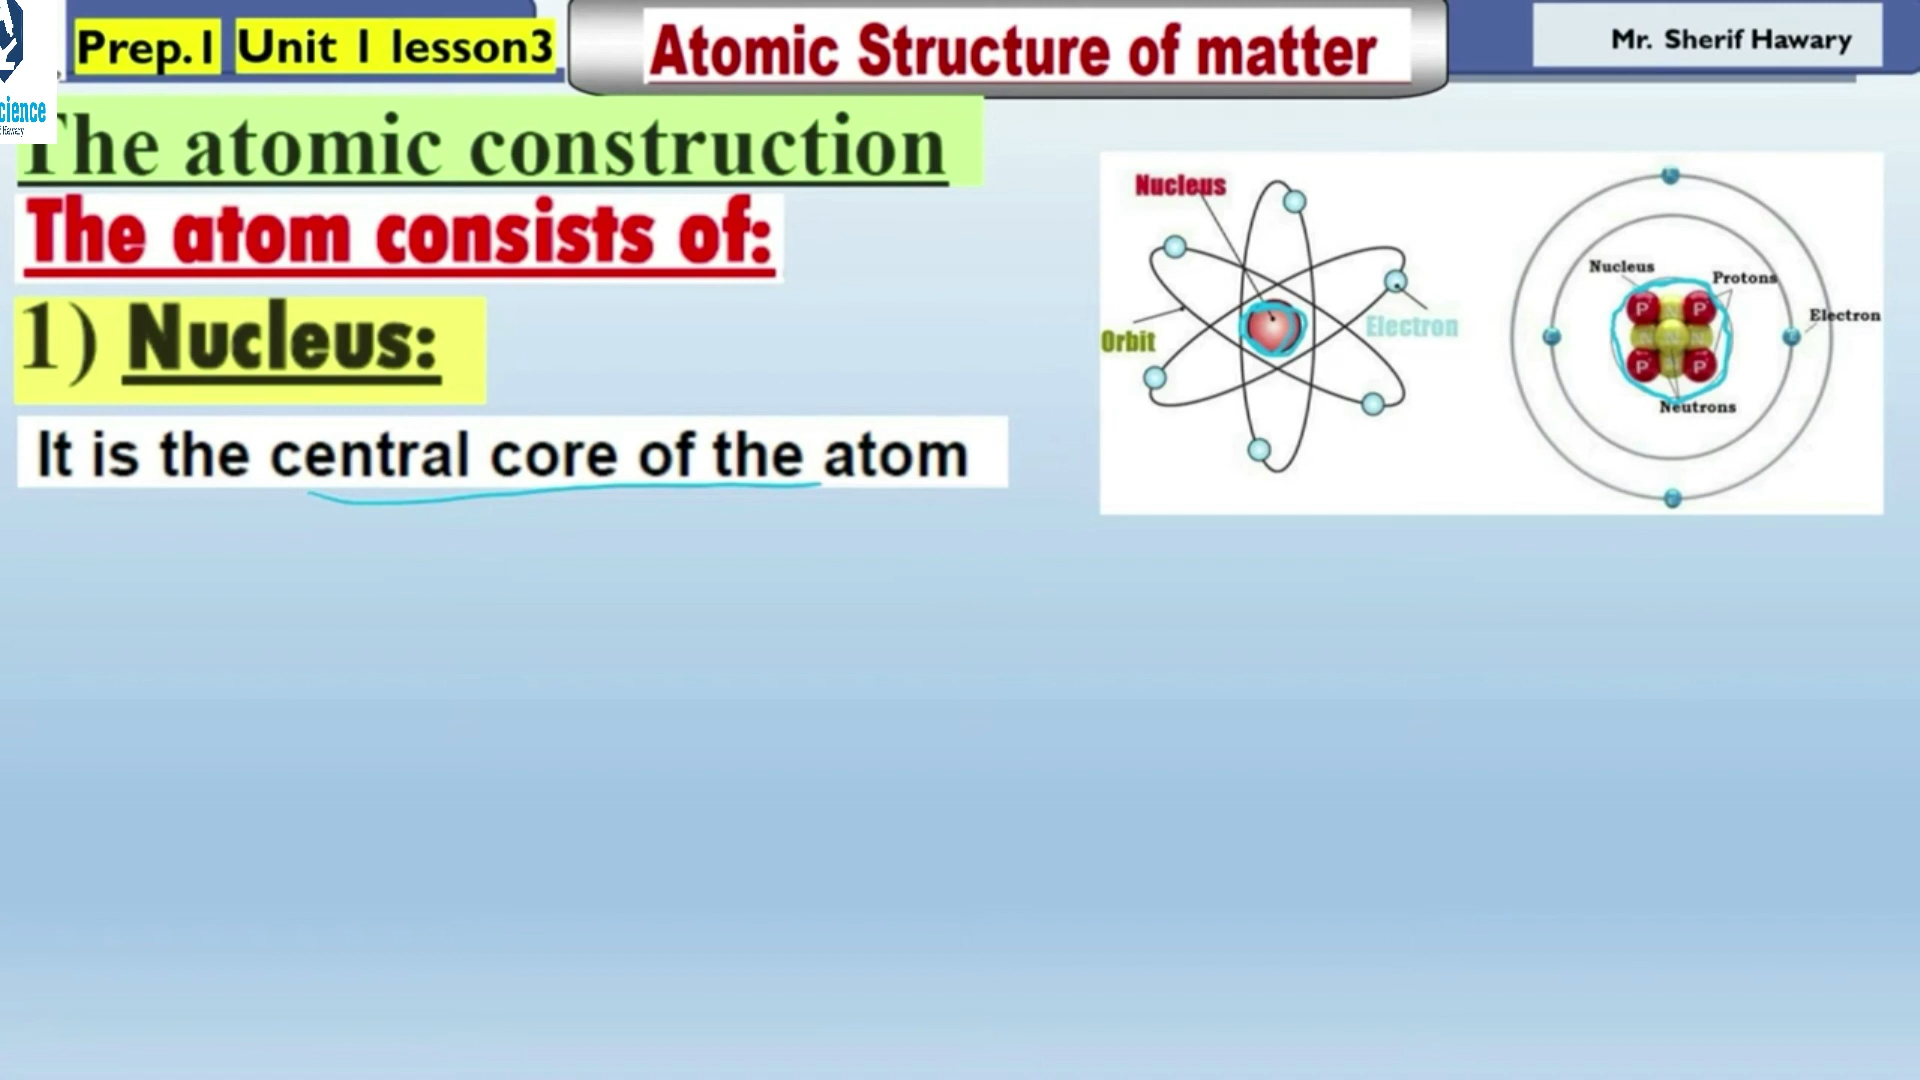 Prep.1 Unit 1 lesson3
Atomic Structure of matter
Mr. Sherif Hawary
cience
The atomic construction
The atom consists of:
1) Nucleus:
It is the central core of the atom
Nucleus
Orbit
Electron
Nucleus
Protons
Electron
P N P
N N N
P N P
Neutrons